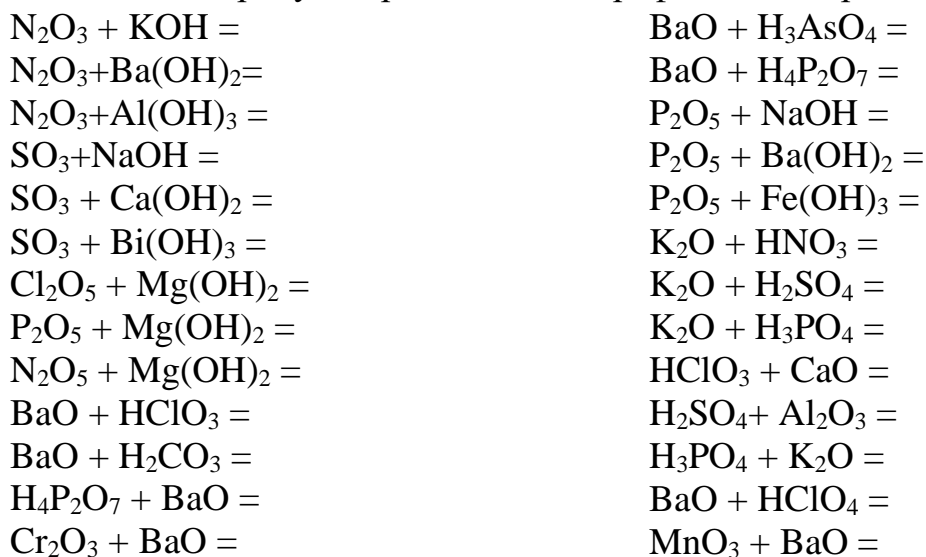 N₂O₃ + KOH =
N₂O₃+Ba(OH)₂=
N₂O₃+Al(OH)₃ =
SO₃+NaOH =
SO₃ + Ca(OH)₂ =
SO₃ + Bi(OH)₃ =
Cl₂O₅ + Mg(OH)₂ =
P₂O₅ + Mg(OH)₂ =
N₂O₅ + Mg(OH)₂ =
BaO + HClO₃ =
BaO + H₂CO₃ =
H₄P₂O₇ + BaO =
Cr₂O₃ + BaO =
BaO + H₃AsO₄ =
BaO + H₄P₂O₇ =
P₂O₅ + NaOH =
P₂O₅ + Ba(OH)₂ =
P₂O₅ + Fe(OH)₃ =
K₂O + HNO₃ =
K₂O + H₂SO₄ =
K₂O + H₃PO₄ =
HClO₃ + CaO =
H₂SO₄+ Al₂O₃ =
H₃PO₄ + K₂O =
BaO + HClO₄ =
MnO₃ + BaO =